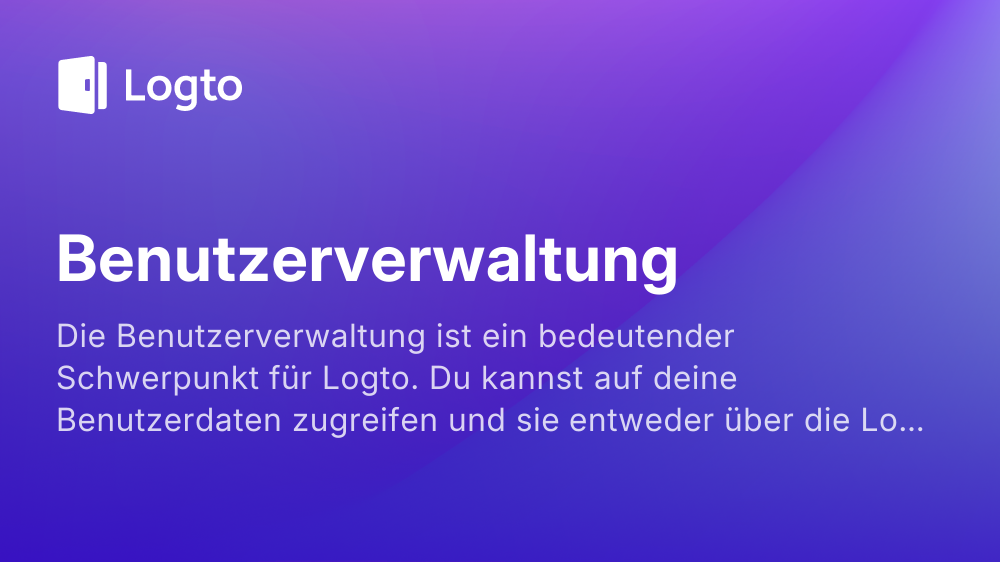 Logto
Benutzerverwaltung
Die Benutzerverwaltung ist ein bedeutender
Schwerpunkt für Logto. Du kannst auf deine
Benutzerdaten zugreifen und sie entweder über die Lo...